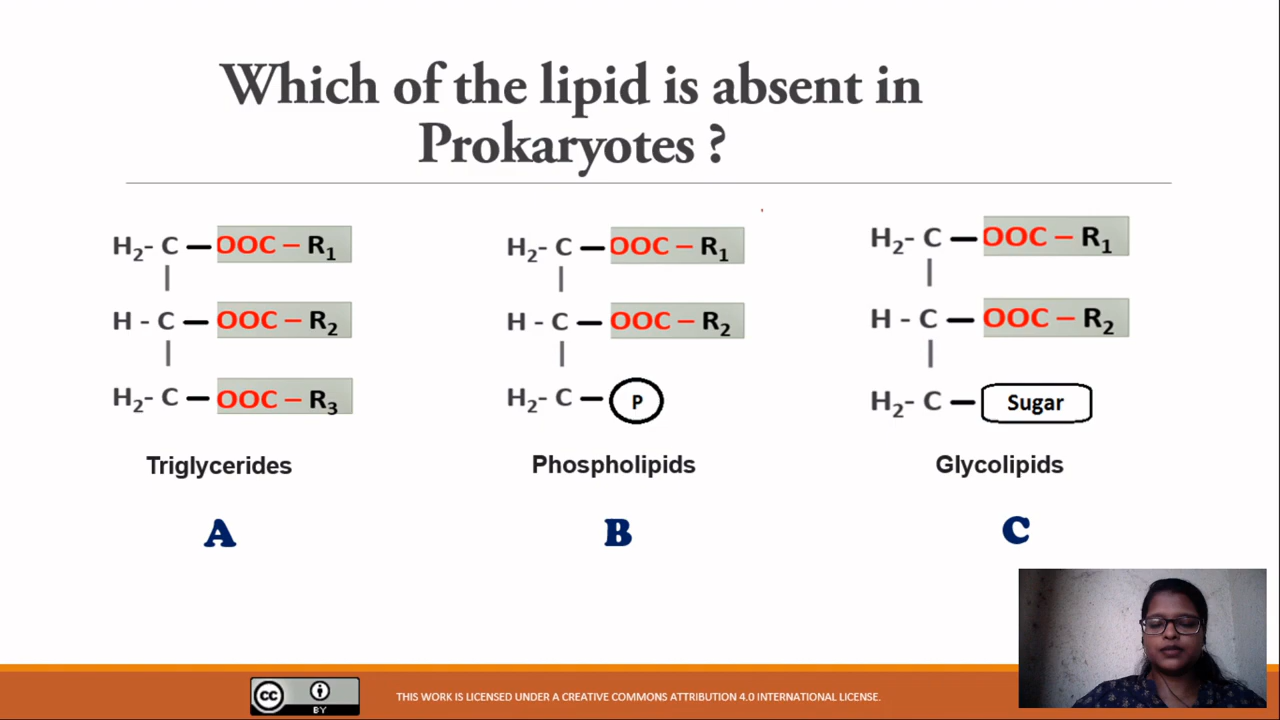 Which of the lipid is absent in
Prokaryotes ?
H₂- C — OOC – R₁
H - C — OOC – R₂
H₂- C — OOC – R₃
Triglycerides
A
H₂- C — OOC – R₁
H - C — OOC – R₂
H₂- C — P
Phospholipids
B
H₂- C — OOC – R₁
H - C — OOC – R₂
H₂- C — Sugar
Glycolipids
C
cc BY
THIS WORK IS LICENSED UNDER A CREATIVE COMMONS ATTRIBUTION 4.0 INTERNATIONAL LICENSE.